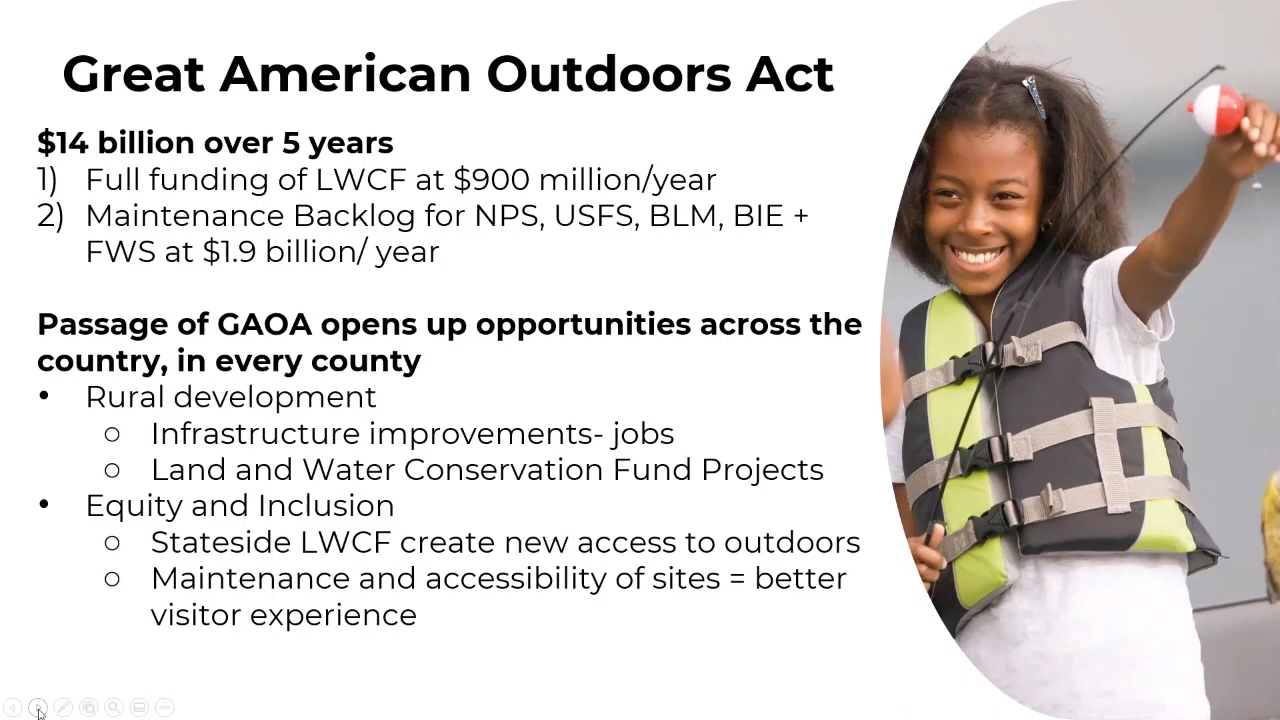 Great American Outdoors Act
$14 billion over 5 years
1) Full funding of LWCF at $900 million/year
2) Maintenance Backlog for NPS, USFS, BLM, BIE +
FWS at $1.9 billion/ year
Passage of GAOA opens up opportunities across the
country, in every county
• Rural development
○ Infrastructure improvements- jobs
○ Land and Water Conservation Fund Projects
• Equity and Inclusion
○ Stateside LWCF create new access to outdoors
○ Maintenance and accessibility of sites = better
visitor experience